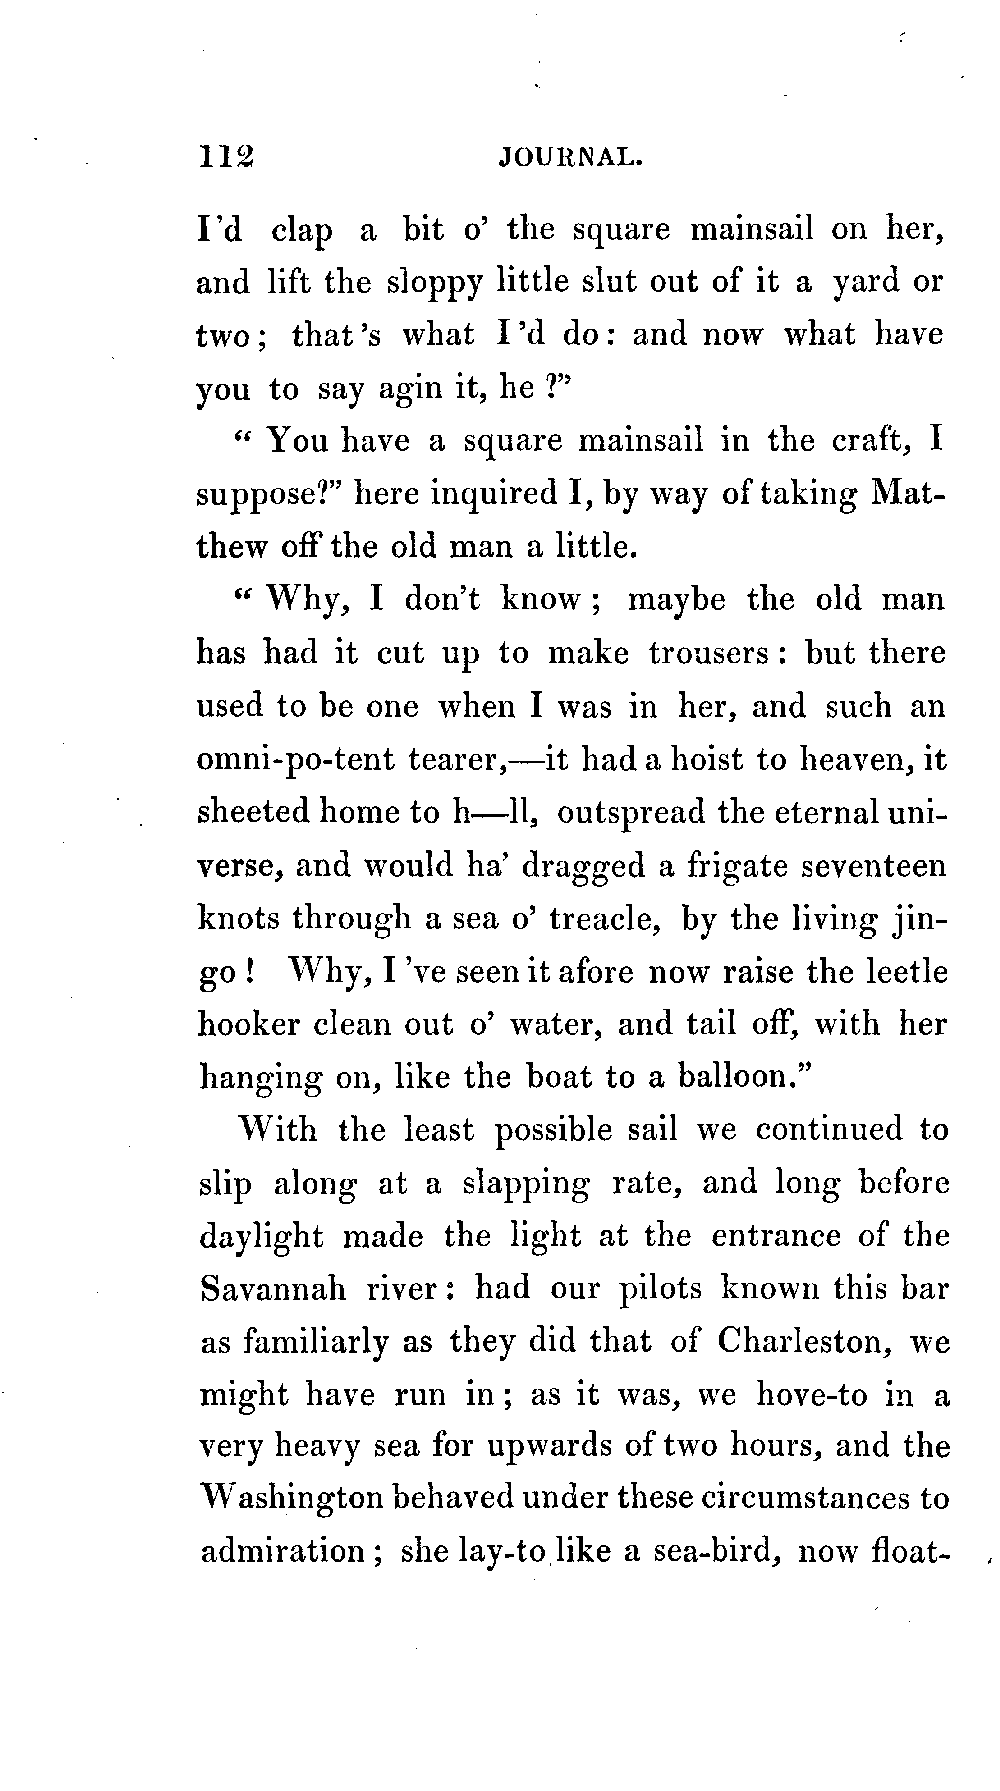 112 JOURNAL.
I'd clap a bit o' the square mainsail on her,
and lift the sloppy little slut out of it a yard or
two; that's what I'd do: and now what have
you to say agin it, he?"
"You have a square mainsail in the craft, I
suppose?" here inquired I, by way of taking Mat-
thew off the old man a little.
"Why, I don't know; maybe the old man
has had it cut up to make trousers: but there
used to be one when I was in her, and such an
omni-po-tent tearer,—it had a hoist to heaven, it
sheeted home to h—ll, outspread the eternal uni-
verse, and would ha' dragged a frigate seventeen
knots through a sea o' treacle, by the living jin-
go! Why, I've seen it afore now raise the leetle
hooker clean out o' water, and tail off, with her
hanging on, like the boat to a balloon."
With the least possible sail we continued to
slip along at a slapping rate, and long before
daylight made the light at the entrance of the
Savannah river: had our pilots known this bar
as familiarly as they did that of Charleston, we
might have run in; as it was, we hove-to in a
very heavy sea for upwards of two hours, and the
Washington behaved under these circumstances to
admiration; she lay-to like a sea-bird, now float-